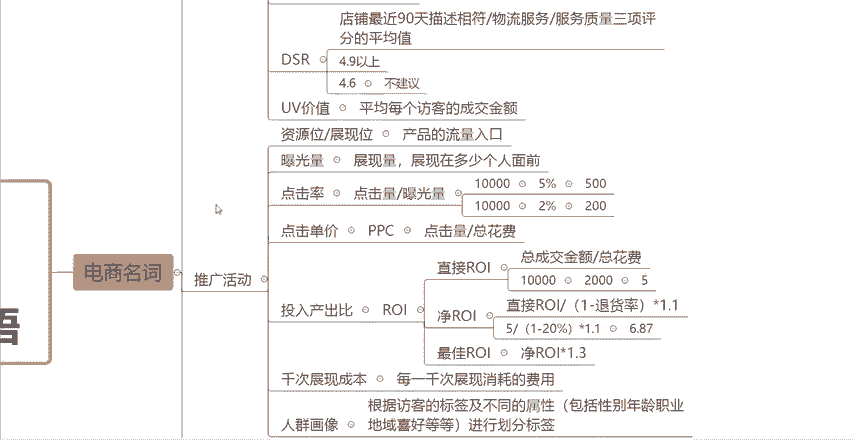 店铺最近90天描述相符/物流服务/服务质量三项评
分的平均值
DSR
4.9以上
4.6 不建议
UV价值 平均每个访客的成交金额
资源位/展现位 产品的流量入口
曝光量 展现量，展现在多少个人面前
点击率 点击量/曝光量
10000 5% 500
10000 2% 200
点击单价 PPC 点击量/总花费
电商名词
推广活动
投入产出比 ROI
直接ROI
总成交金额/总花费
10000 2000 5
净ROI
直接ROI/（1-退货率）*1.1
5/（1-20%）*1.1 6.87
最佳ROI 净ROI*1.3
千次展现成本 每一千次展现消耗的费用
人群画像
根据访客的标签及不同的属性（包括性别年龄职业
地域喜好等等）进行划分标签